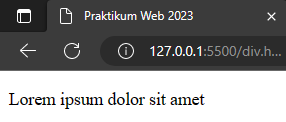 Praktikum Web 2023
127.0.0.1:5500/div.h...
Lorem ipsum dolor sit amet